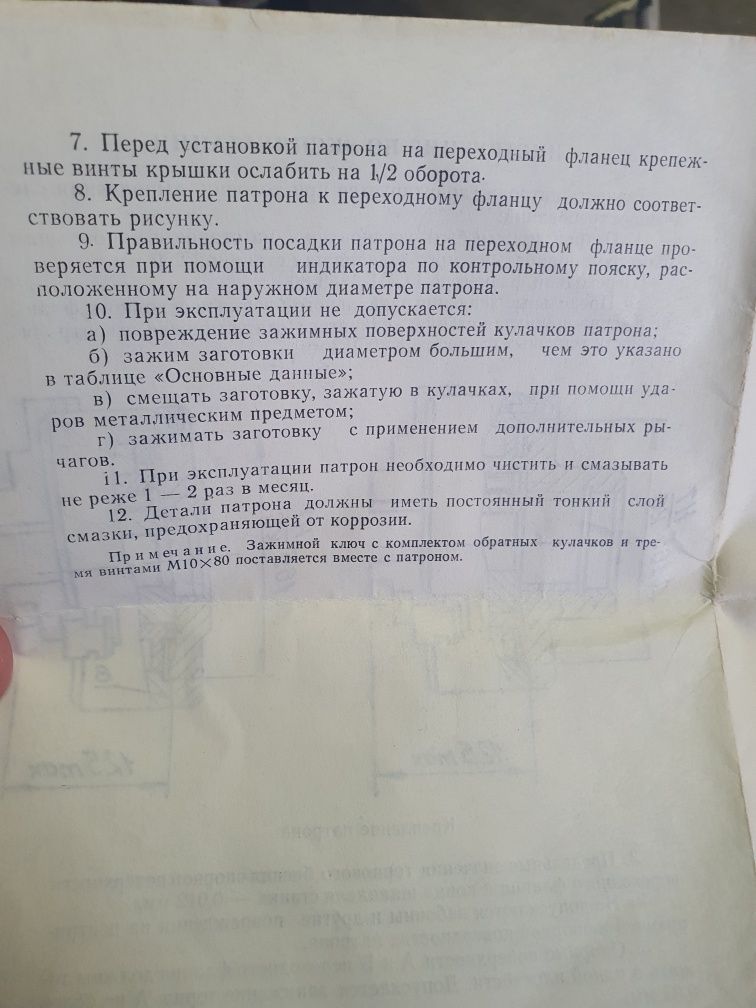 7. Перед установкой патрона на переходный фланец крепеж-
ные винты крышки ослабить на 1/2 оборота.
8. Крепление патрона к переходному фланцу должно соответ-
ствовать рисунку.
9. Правильность посадки патрона на переходном фланце про-
веряется при помощи индикатора по контрольному пояску, рас-
положенному на наружном диаметре патрона.
10. При эксплуатации не допускается:
а) повреждение зажимных поверхностей кулачков патрона;
б) зажим заготовки диаметром большим, чем это указано
в таблице «Основные данные»;
в) смещать заготовку, зажатую в кулачках, при помощи уда-
ров металлическим предметом;
г) зажимать заготовку с применением дополнительных ры-
чагов.
11. При эксплуатации патрон необходимо чистить и смазывать
не реже 1 — 2 раз в месяц.
12. Детали патрона должны иметь постоянный тонкий слой
смазки, предохраняющей от коррозии.
Примечание. Зажимной ключ с комплектом обратных кулачков и тре-
мя винтами М10×80 поставляется вместе с патроном.
125 max
125 max
Крепление патрона